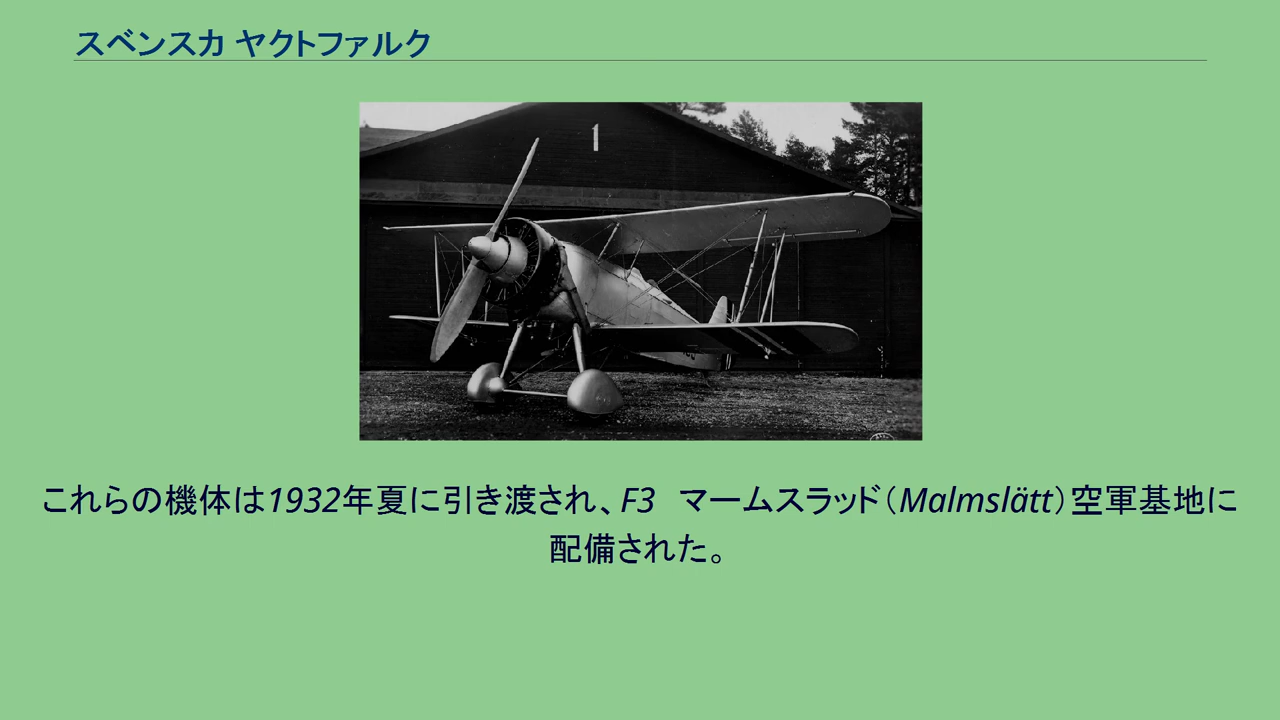 スベンスカ ヤクトファルク
1
これらの機体は1932年夏に引き渡され、F3　マームスラッド（Malmslätt）空軍基地に
配備された。